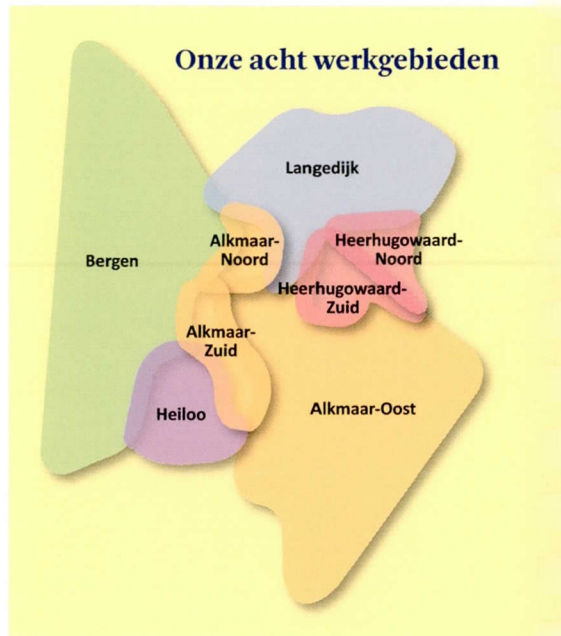 Onze acht werkgebieden
Langedijk
Alkmaar-
Noord
Heerhugowaard-
Noord
Bergen
Heerhugowaard-
Zuid
Alkmaar-
Zuid
Heiloo
Alkmaar-Oost